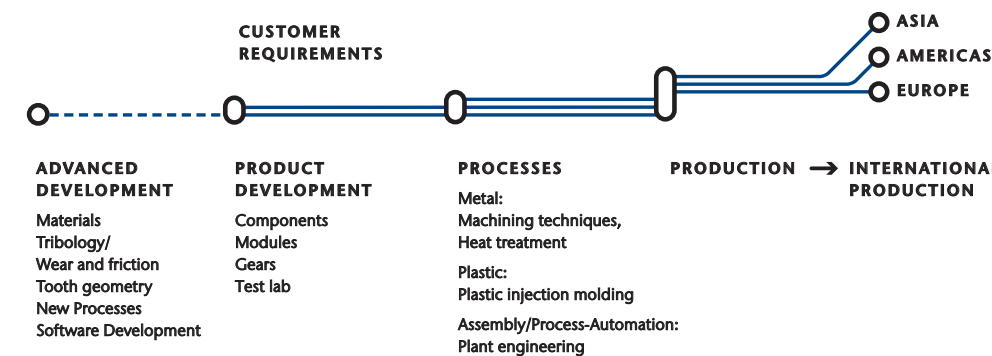 CUSTOMER
REQUIREMENTS
ASIA
AMERICAS
EUROPE
ADVANCED
DEVELOPMENT
Materials
Tribology/
Wear and friction
Tooth geometry
New Processes
Software Development
PRODUCT
DEVELOPMENT
Components
Modules
Gears
Test lab
PROCESSES
Metal:
Machining techniques,
Heat treatment
Plastic:
Plastic injection molding
Assembly/Process-Automation:
Plant engineering
PRODUCTION → INTERNATIONAL
PRODUCTION